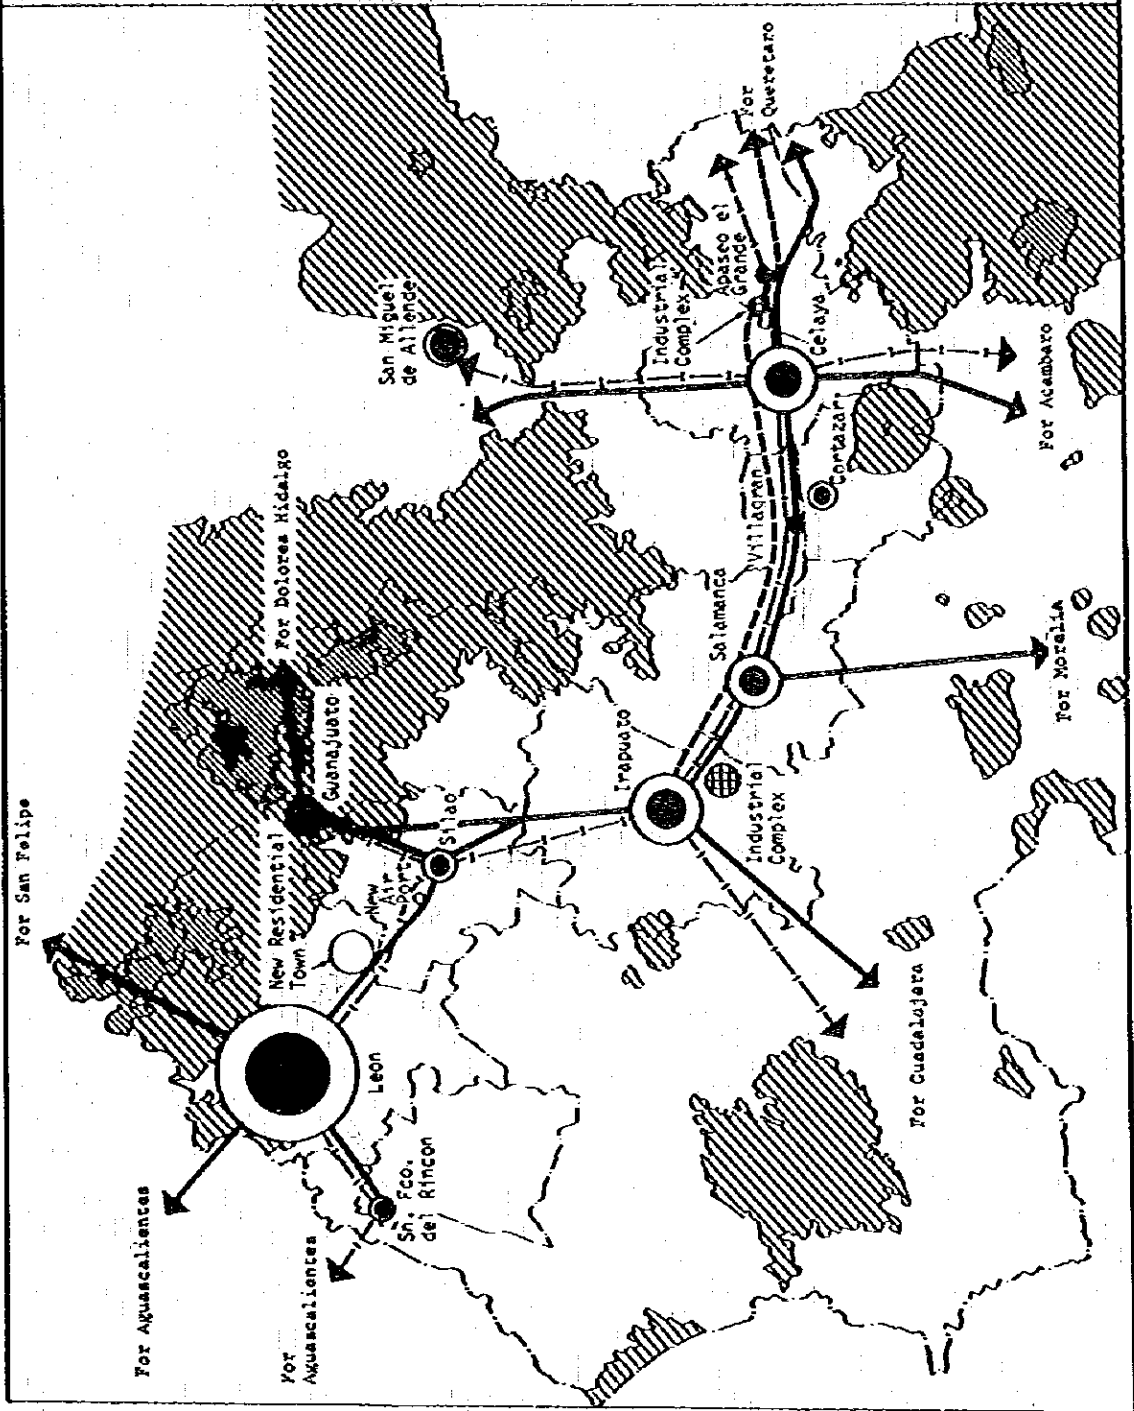 For San Felipe
For Aguascalientes
For
Aguascalientes
Sn. Fco.
del Rincon
Leon
New Residential
Town
New
Air
Port
Silao
Guanajuato
For Dolores Hidalgo
San Miguel
de Allende
Irapuato
Industrial
Complex
Salamanca
Villagran
Cortazar
Celaya
Industrial
Complex
Apaseo el
Grande
For
Queretaro
For Acambaro
For Morelia
For Guadalajara